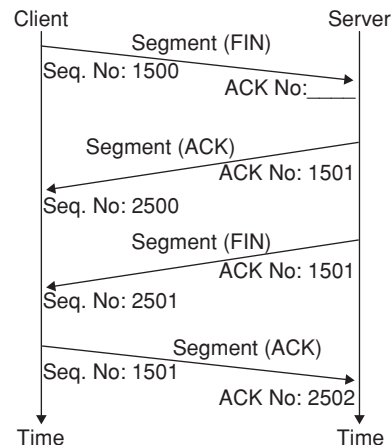 Client Server
Segment (FIN)
Seq. No: 1500
ACK No:____
Segment (ACK)
ACK No: 1501
Seq. No: 2500
Segment (FIN)
ACK No: 1501
Seq. No: 2501
Segment (ACK)
Seq. No: 1501
ACK No: 2502
Time Time